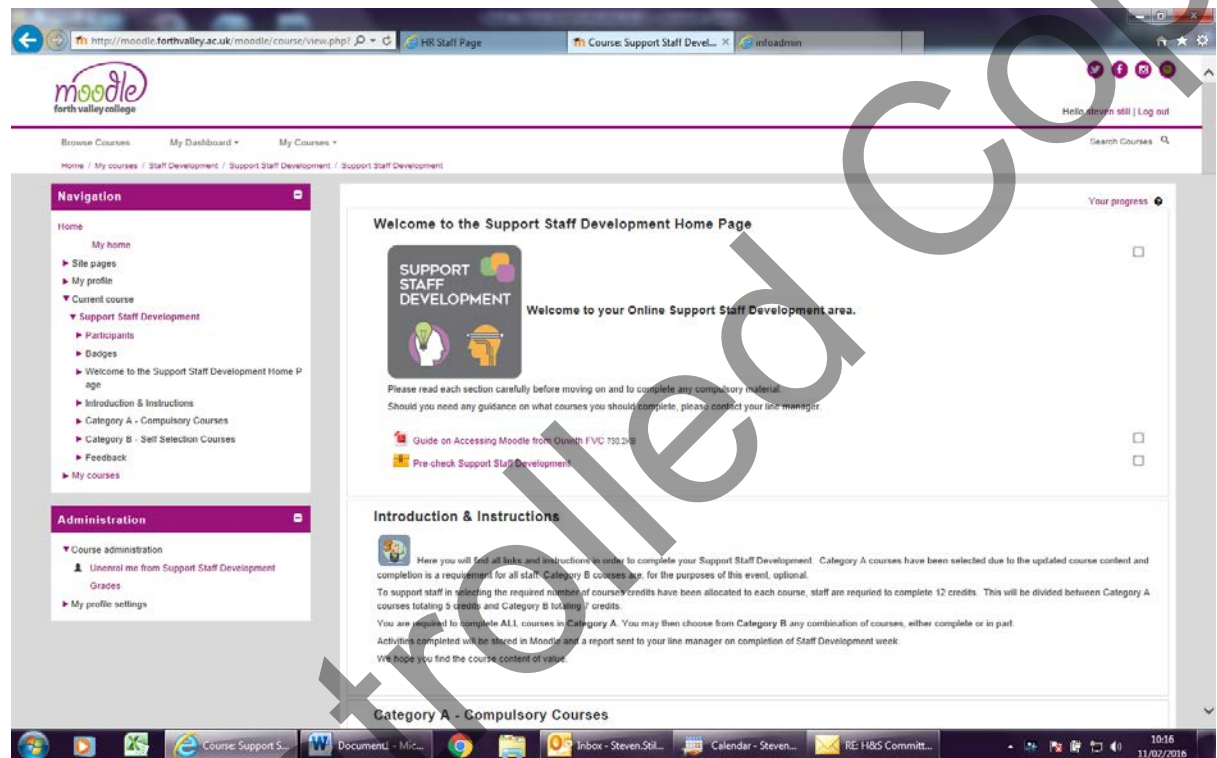 http://moodle.forthvalley.ac.uk/moodle/course/view.php?
HR Staff Page
Course: Support Staff Devel...
infoadmin
moodle
forth valley college
Hello steven still | Log out
Browse Courses My Dashboard My Courses
Search Courses
Home / My courses / Staff Development / Support Staff Development / Support Staff Development
Navigation
Home
My home
Site pages
My profile
Current course
Support Staff Development
Participants
Badges
Welcome to the Support Staff Development Home P
age
Introduction & Instructions
Category A - Compulsory Courses
Category B - Self Selection Courses
Feedback
My courses
Administration
Course administration
Unenrol me from Support Staff Development
Grades
My profile settings
Your progress
Welcome to the Support Staff Development Home Page
SUPPORT
STAFF
DEVELOPMENT
Welcome to your Online Support Staff Development area.
Please read each section carefully before moving on and to complete any compulsory material.
Should you need any guidance on what courses you should complete, please contact your line manager.
Guide on Accessing Moodle from Ouwth FVC 730.2KB
Pre-check Support Staff Development
Introduction & Instructions
Here you will find all links and instructions in order to complete your Support Staff Development. Category A courses have been selected due to the updated course content and
completion is a requirement for all staff. Category B courses are, for the purposes of this event, optional.
To support staff in selecting the required number of courses credits have been allocated to each course, staff are requried to complete 12 credits. This will be divided between Category A
courses totaling 5 credits and Category B totaling 7 credits.
You are required to complete ALL courses in Category A. You may then choose from Category B any combination of courses, either complete or in part.
Activities completed will be stored in Moodle and a report sent to your line manager on completion of Staff Development week.
We hope you find the course content of value.
Category A - Compulsory Courses
Course: Support S...
Document1 - Mic...
Inbox - Steven.Stil...
Calendar - Steven...
RE: H&S Committ...
10:16
11/02/2016
trolled Cop